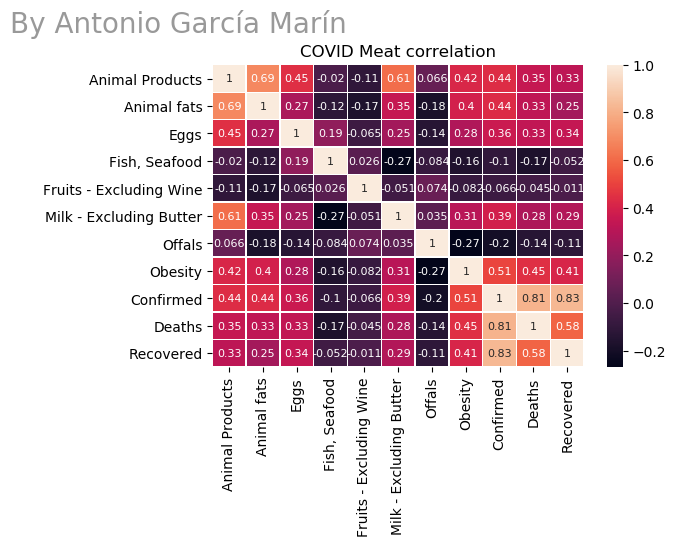 By Antonio García Marín
COVID Meat correlation
Animal Products 1 0.69 0.45 -0.02 -0.11 0.61 0.066 0.42 0.44 0.35 0.33
Animal fats 0.69 1 0.27 -0.12 -0.17 0.35 -0.18 0.4 0.44 0.33 0.25
Eggs 0.45 0.27 1 0.19 -0.065 0.25 -0.14 0.28 0.36 0.33 0.34
Fish, Seafood -0.02 -0.12 0.19 1 0.026 -0.27 -0.084 -0.16 -0.1 -0.17 -0.052
Fruits - Excluding Wine -0.11 -0.17 -0.065 0.026 1 -0.051 0.074 -0.082 -0.066 -0.045 -0.011
Milk - Excluding Butter 0.61 0.35 0.25 -0.27 -0.051 1 0.035 0.31 0.39 0.28 0.29
Offals 0.066 -0.18 -0.14 -0.084 0.074 0.035 1 -0.27 -0.2 -0.14 -0.11
Obesity 0.42 0.4 0.28 -0.16 -0.082 0.31 -0.27 1 0.51 0.45 0.41
Confirmed 0.44 0.44 0.36 -0.1 -0.066 0.39 -0.2 0.51 1 0.81 0.83
Deaths 0.35 0.33 0.33 -0.17 -0.045 0.28 -0.14 0.45 0.81 1 0.58
Recovered 0.33 0.25 0.34 -0.052 -0.011 0.29 -0.11 0.41 0.83 0.58 1
Animal Products
Animal fats
Eggs
Fish, Seafood
Fruits - Excluding Wine
Milk - Excluding Butter
Offals
Obesity
Confirmed
Deaths
Recovered
1.0
0.8
0.6
0.4
0.2
0.0
−0.2